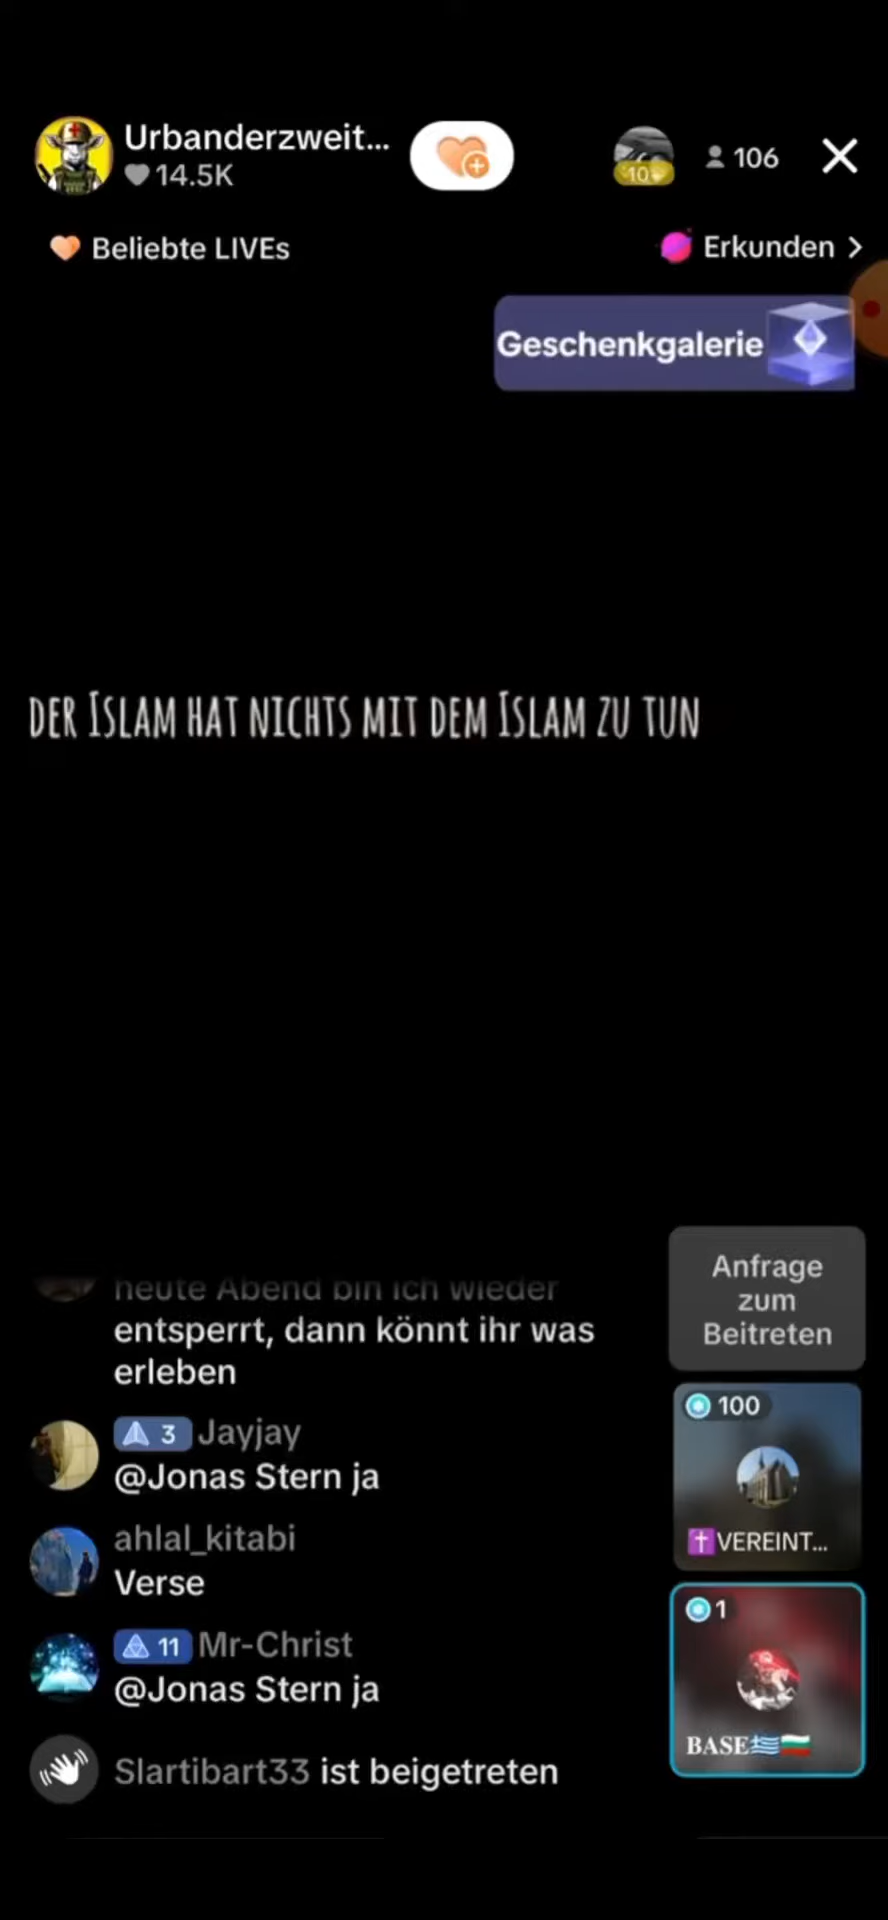 Urbanderzweit...
14.5K
10+
106
Beliebte LIVEs
Erkunden >
Geschenkgalerie
DER ISLAM HAT NICHTS MIT DEM ISLAM ZU TUN
heute Abend bin ich wieder
entsperrt, dann könnt ihr was
erleben
3 Jayjay
@Jonas Stern ja
ahlal_kitabi
Verse
11 Mr-Christ
@Jonas Stern ja
Slartibart33 ist beigetreten
Anfrage
zum
Beitreten
100
✝️VEREINT...
1
BASE🇬🇷🇧🇬